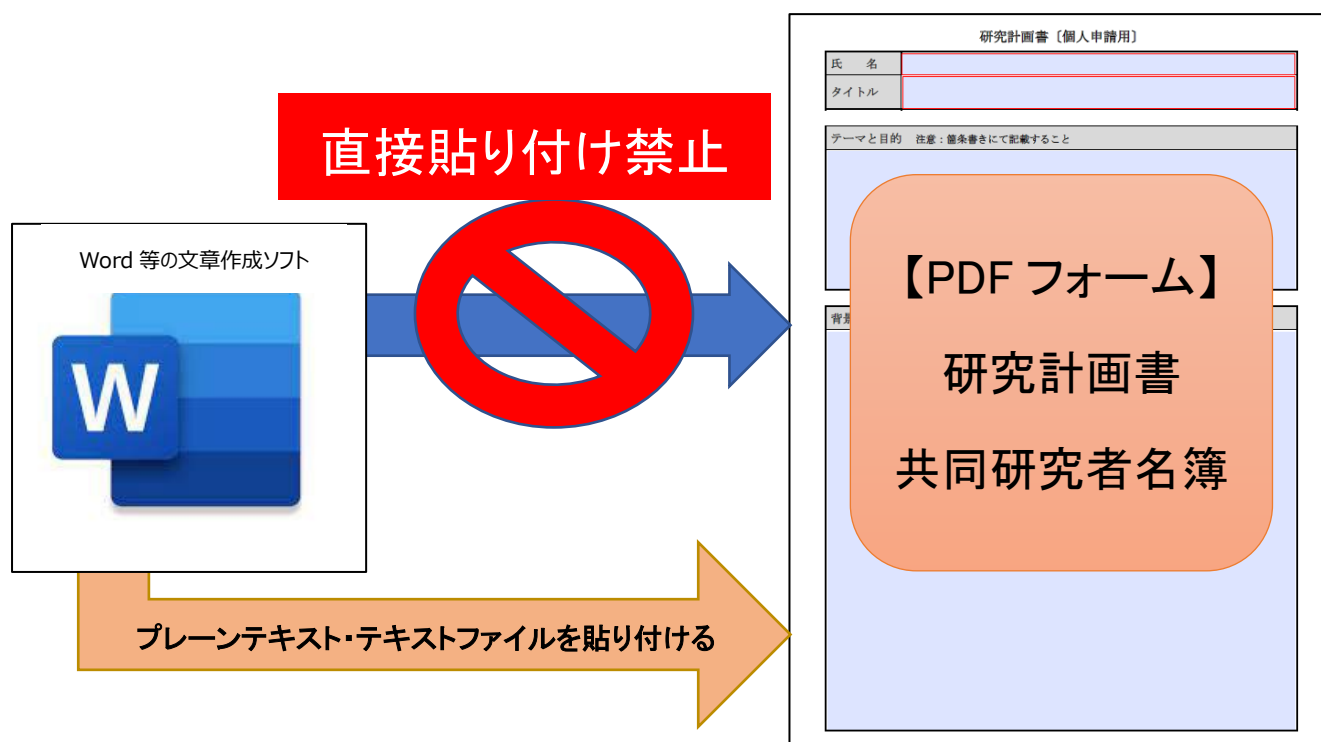 研究計画書〔個人申請用〕
氏　名
タイトル
テーマと目的　注意：箇条書きにて記載すること
直接貼り付け禁止
Word 等の文章作成ソフト
W
【PDF フォーム】
研究計画書
共同研究者名簿
背景
プレーンテキスト・テキストファイルを貼り付ける